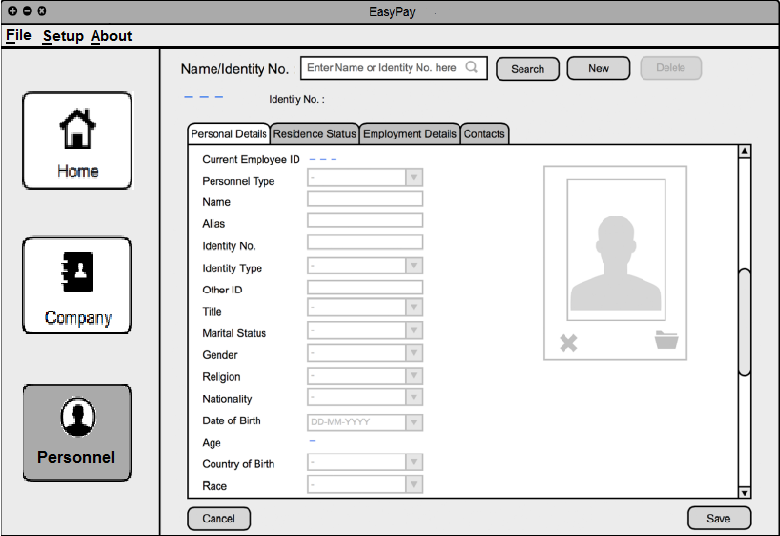 EasyPay
File Setup About
Name/Identity No. Enter Name or Identity No. here Search New Delete
--- Identiy No. :
Personal Details Residence Status Employment Details Contacts
Home
Company
Personnel
Current Employee ID ---
Personnel Type -
Name
Alias
Identity No.
Identity Type -
Other ID
Title -
Marital Status -
Gender -
Religion -
Nationality -
Date of Birth DD-MM-YYYY
Age -
Country of Birth -
Race -
Cancel Save